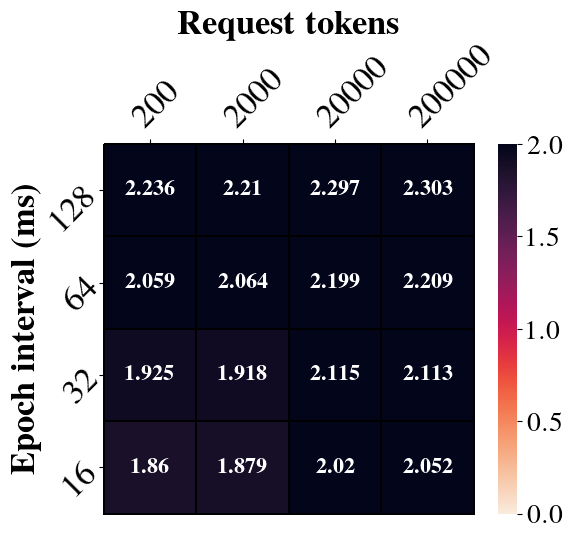 Request tokens
200 2000 20000 200000
Epoch interval (ms)
128 2.236 2.21 2.297 2.303
64 2.059 2.064 2.199 2.209
32 1.925 1.918 2.115 2.113
16 1.86 1.879 2.02 2.052
2.0
1.5
1.0
0.5
0.0